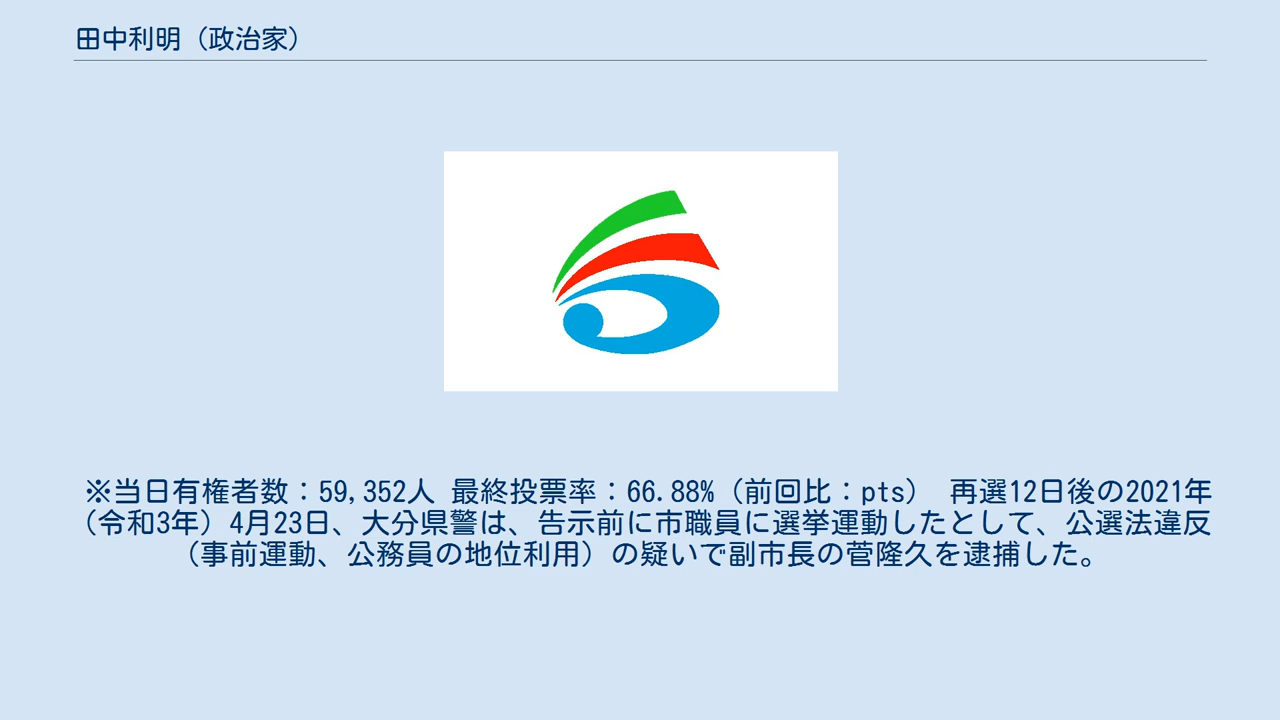 田中利明（政治家）
※当日有権者数：59,352人 最終投票率：66.88%（前回比：pts） 再選12日後の2021年
（令和3年）4月23日、大分県警は、告示前に市職員に選挙運動したとして、公選法違反
（事前運動、公務員の地位利用）の疑いで副市長の菅隆久を逮捕した。